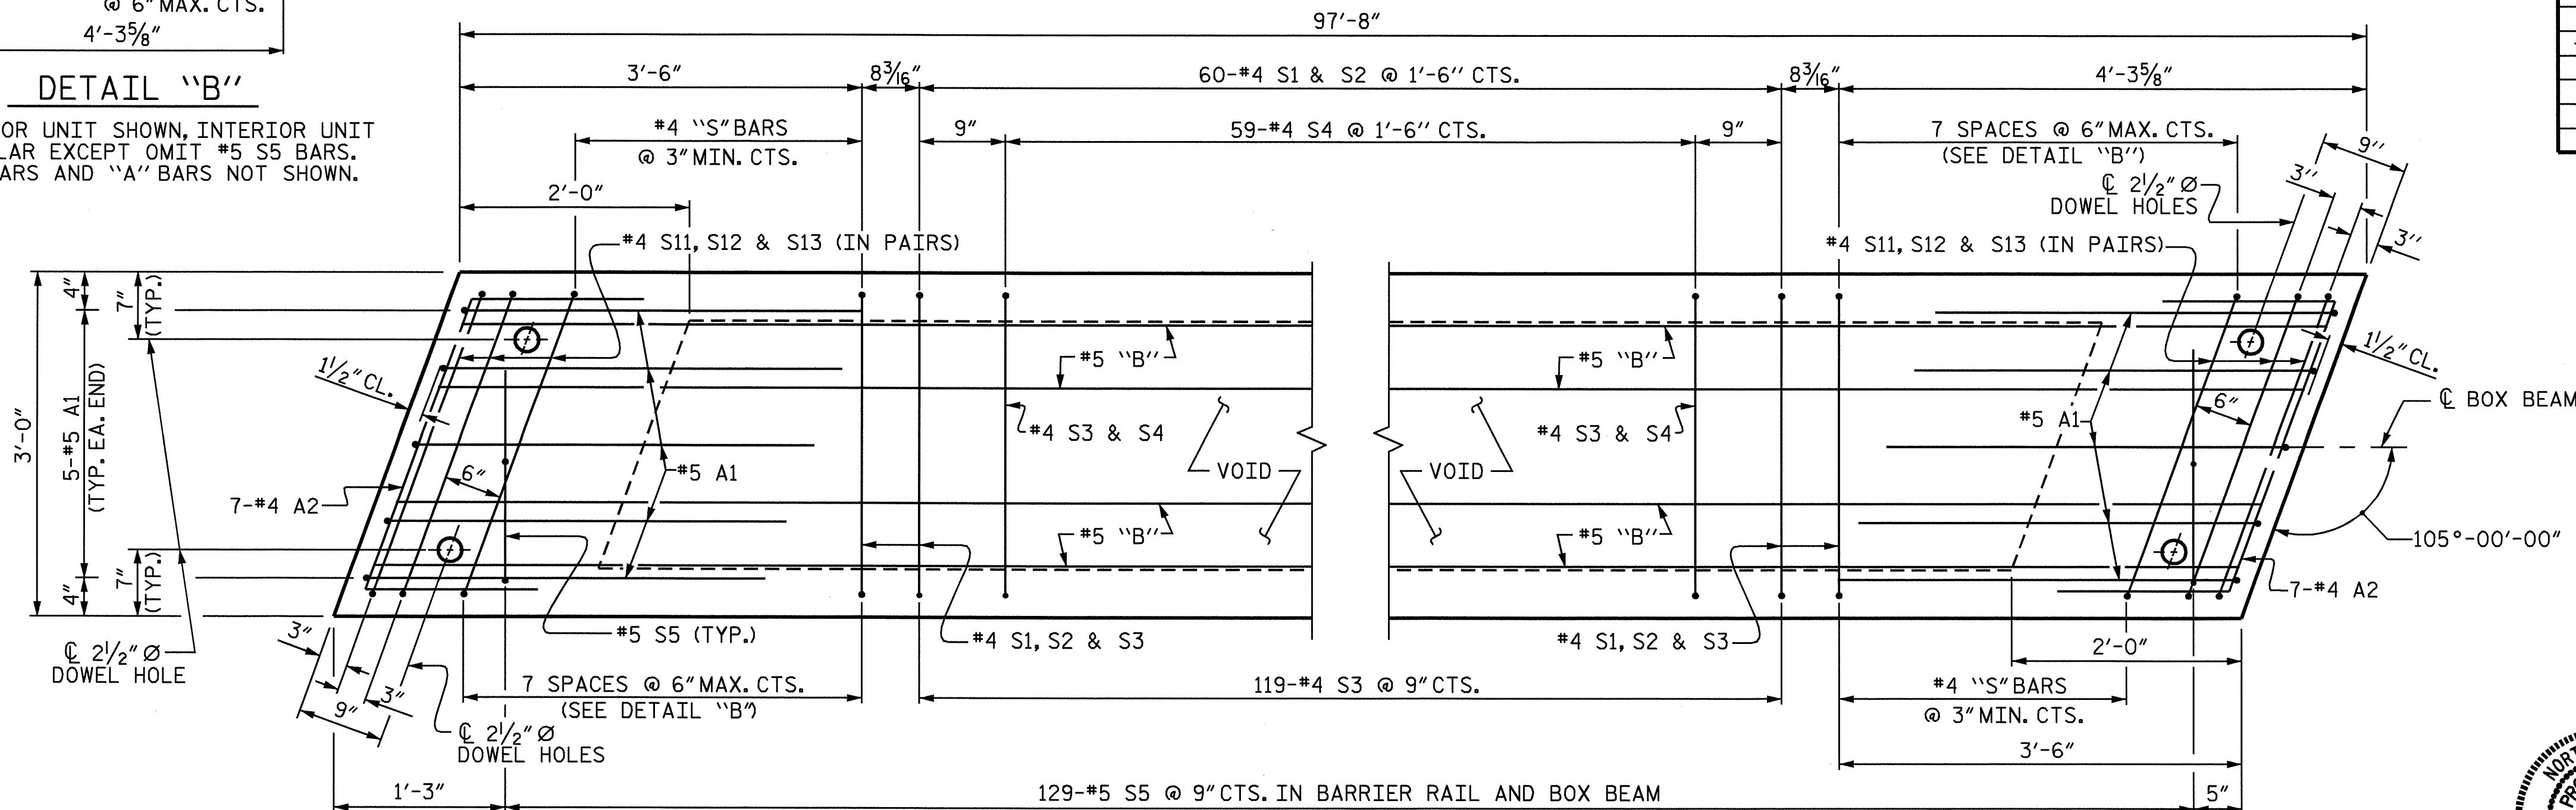 @ 6" MAX. CTS.
4'-3⅝"
DETAIL "B"
OR UNIT SHOWN, INTERIOR UNIT
LAR EXCEPT OMIT #5 S5 BARS.
ARS AND "A" BARS NOT SHOWN.
97'-8"
3'-6"
8 3/16"
60-#4 S1 & S2 @ 1'-6" CTS.
8 3/16"
4'-3⅝"
#4 "S" BARS
@ 3" MIN. CTS.
9"
59-#4 S4 @ 1'-6" CTS.
9"
7 SPACES @ 6" MAX. CTS.
(SEE DETAIL "B")
9"
3"
2'-0"
℄ 2½" Ø
DOWEL HOLES
3"
#4 S11, S12 & S13 (IN PAIRS)
#4 S11, S12 & S13 (IN PAIRS)
4"
7"
(TYP.)
3'-0"
5-#5 A1
(TYP. EA. END)
1½" CL.
#5 "B"
#5 "B"
1½" CL.
℄ BOX BEAM
#4 S3 & S4
#4 S3 & S4
#5 A1
6"
6"
#5 A1
VOID
VOID
7-#4 A2
#5 "B"
#5 "B"
105°-00'-00"
4"
7"
(TYP.)
7-#4 A2
℄ 2½" Ø
DOWEL HOLE
3"
9"
3"
#5 S5 (TYP.)
#4 S1, S2 & S3
#4 S1, S2 & S3
2'-0"
7 SPACES @ 6" MAX. CTS.
(SEE DETAIL "B")
119-#4 S3 @ 9" CTS.
#4 "S" BARS
@ 3" MIN. CTS.
℄ 2½" Ø
DOWEL HOLES
3'-6"
1'-3"
129-#5 S5 @ 9" CTS. IN BARRIER RAIL AND BOX BEAM
5"
NORT